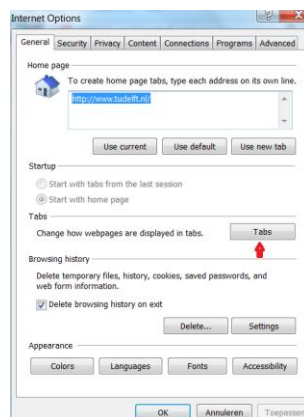 Internet Options
General Security Privacy Content Connections Programs Advanced
Home page
To create home page tabs, type each address on its own line.
http://www.tudelft.nl/
Use current Use default Use new tab
Startup
Start with tabs from the last session
Start with home page
Tabs
Change how webpages are displayed in tabs. Tabs
Browsing history
Delete temporary files, history, cookies, saved passwords, and
web form information.
Delete browsing history on exit
Delete... Settings
Appearance
Colors Languages Fonts Accessibility
OK Annuleren Toepassen